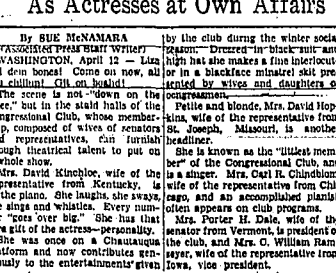 As Actresses at Own Affairs
By SUE McNAMARA
(Associated Press Staff Writer)
WASHINGTON, April 12 — Liza
dem bones! Come on now, all
chillun! Git on boahd!
The scene is not "down on the
," but in the staid halls of the
ngressional Club, whose member-
p, composed of wives of senators
d representatives, can furnish
ough theatrical talent to put on
whole show.
Mrs. David Kincheloe, wife of the
presentative from Kentucky, is
the piano. She laughs, she sways,
e sings and whistles. Every num-
"goes over big." She has that
gift of the actress—personality.
She was once on a Chautauqua
tform and now contributes gen-
usly to the entertainments given
by the club during the winter social
season. Dressed in black suit and
high hat she makes a fine interlocut-
or in a blackface minstrel skit pre-
sented by wives and daughters of
congressmen.
Petite and blonde, Mrs. David Hop-
kins, wife of the representative from
St. Joseph, Missouri, is another
headliner.
She is known as the "littlest mem-
ber" of the Congressional Club, and
is a singer. Mrs. Carl R. Chindblom,
wife of the representative from Chi-
cago, and an accomplished pianist
often appears on club programs.
Mrs. Porter H. Dale, wife of the
senator from Vermont, is president of
the club, and Mrs. C. William Ram-
seyer, wife of the representative from
Iowa, vice president.